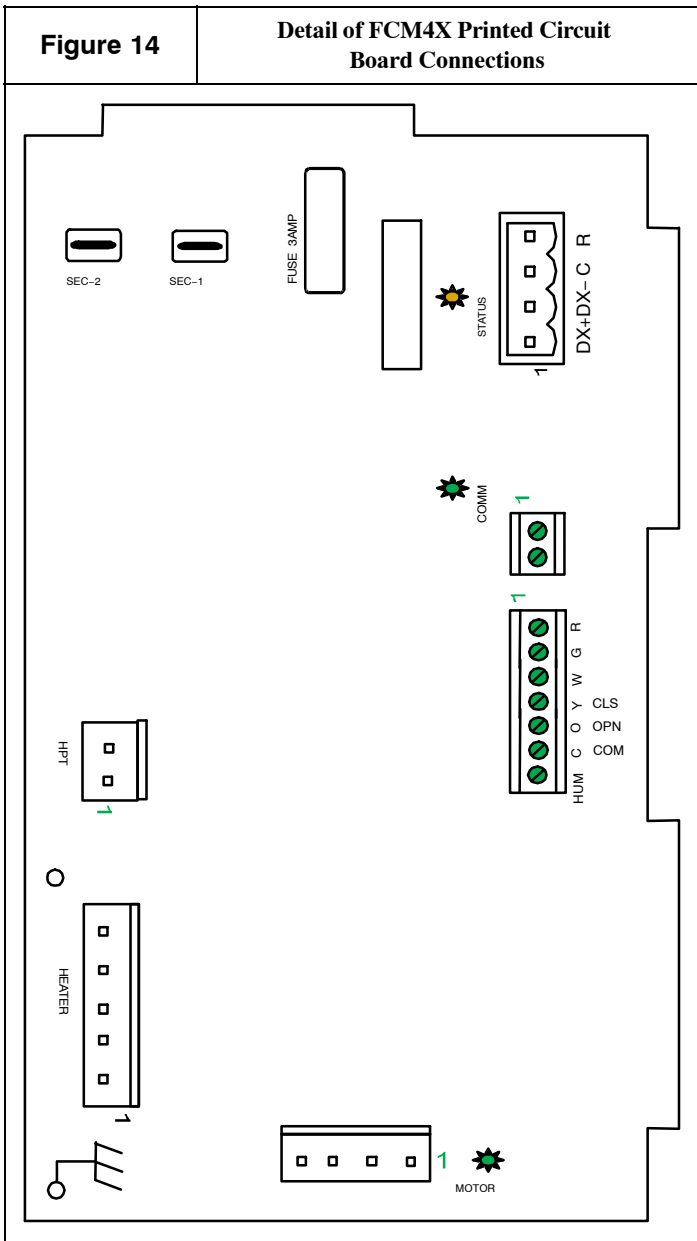 Figure 14
Detail of FCM4X Printed Circuit
Board Connections
SEC-2
SEC-1
FUSE 3AMP
STATUS
DX+DX- C R
1
COMM
1
1
R
G
W
Y CLS
O OPN
C COM
HUM
HPT
1
HEATER
1
1
MOTOR